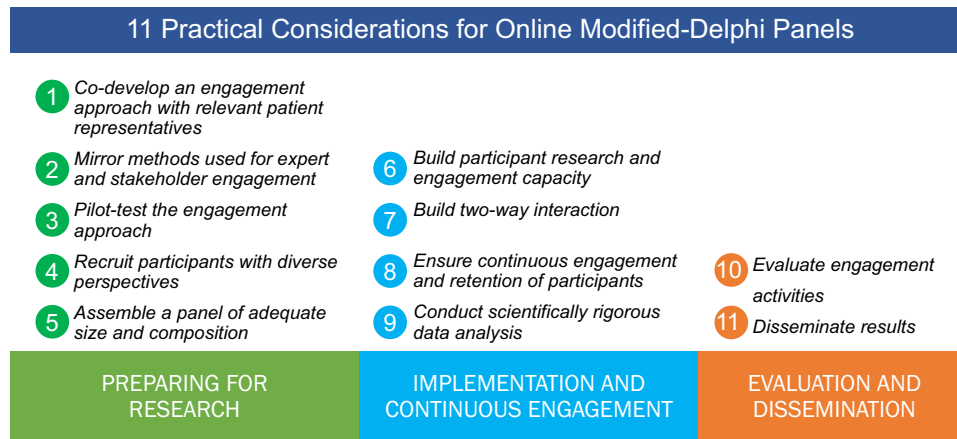 11 Practical Considerations for Online Modified-Delphi Panels
1 Co-develop an engagement
approach with relevant patient
representatives
2 Mirror methods used for expert
and stakeholder engagement
3 Pilot-test the engagement
approach
4 Recruit participants with diverse
perspectives
5 Assemble a panel of adequate
size and composition
PREPARING FOR
RESEARCH
6 Build participant research and
engagement capacity
7 Build two-way interaction
8 Ensure continuous engagement
and retention of participants
9 Conduct scientifically rigorous
data analysis
IMPLEMENTATION AND
CONTINUOUS ENGAGEMENT
10 Evaluate engagement
activities
11 Disseminate results
EVALUATION AND
DISSEMINATION